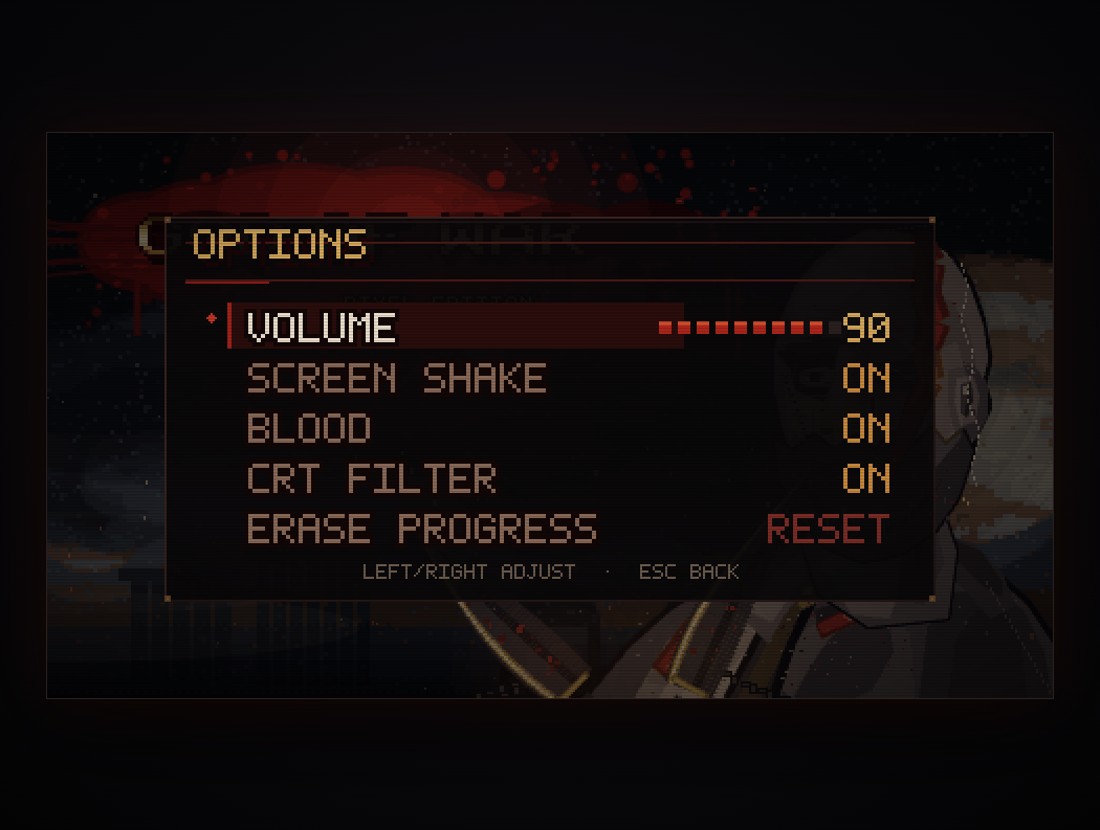 OPTIONS
VOLUME 90
SCREEN SHAKE ON
BLOOD ON
CRT FILTER ON
ERASE PROGRESS RESET
LEFT/RIGHT ADJUST · ESC BACK